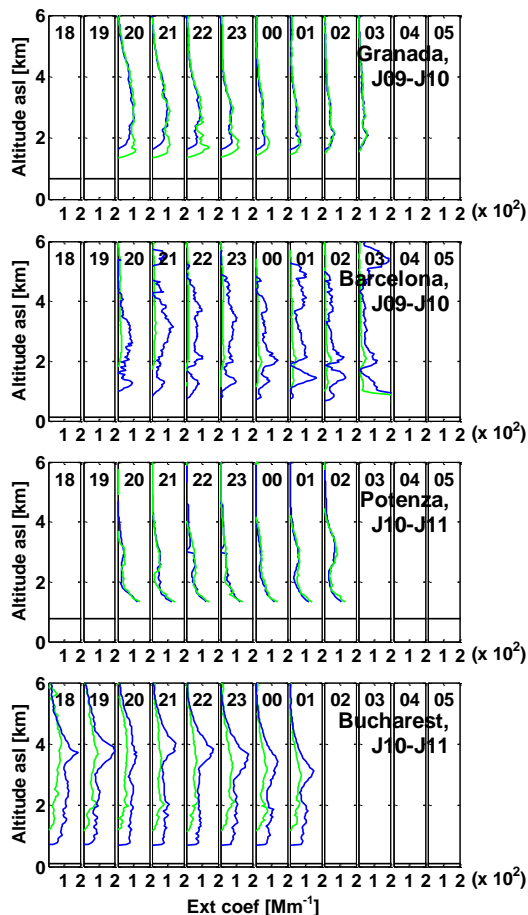 6
18 19 20 21 22 23 00 01 02 03 04 05
Granada,
J09-J10
4
2
0
Altitude asl [km]
1 2 1 2 1 2 1 2 1 2 1 2 1 2 1 2 1 2 1 2 1 2 1 2 (x 10²)
6
18 19 20 21 22 23 00 01 02 03 04 05
Barcelona,
J09-J10
4
2
0
Altitude asl [km]
1 2 1 2 1 2 1 2 1 2 1 2 1 2 1 2 1 2 1 2 1 2 1 2 (x 10²)
6
18 19 20 21 22 23 00 01 02 03 04 05
Potenza,
J10-J11
4
2
0
Altitude asl [km]
1 2 1 2 1 2 1 2 1 2 1 2 1 2 1 2 1 2 1 2 1 2 1 2 (x 10²)
6
18 19 20 21 22 23 00 01 02 03 04 05
Bucharest,
J10-J11
4
2
0
Altitude asl [km]
1 2 1 2 1 2 1 2 1 2 1 2 1 2 1 2 1 2 1 2 1 2 1 2 (x 10²)
Ext coef [Mm⁻¹]